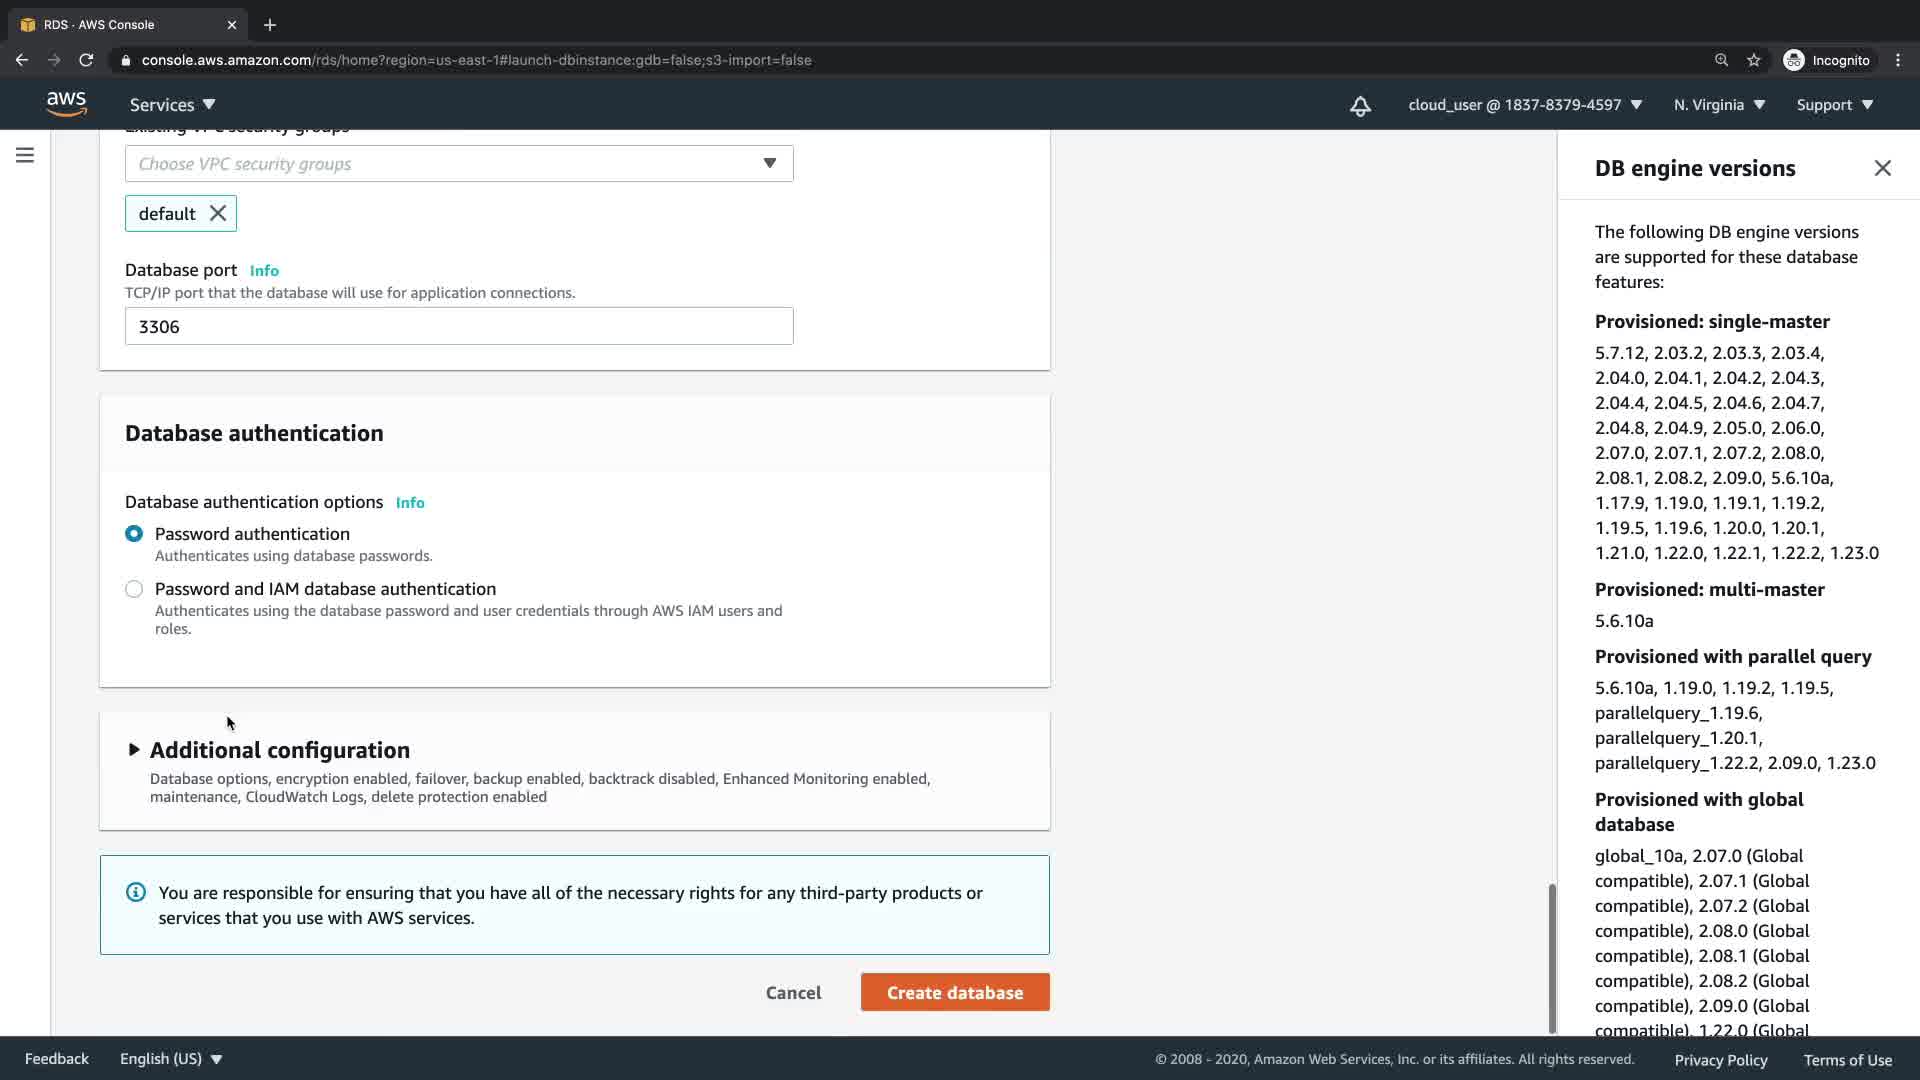 RDS · AWS Console
console.aws.amazon.com/rds/home?region=us-east-1#launch-dbinstance:gdb=false;s3-import=false
Incognito
aws
Services
cloud_user @ 1837-8379-4597
N. Virginia
Support
Existing VPC security groups
Choose VPC security groups
default
Database port Info
TCP/IP port that the database will use for application connections.
3306
Database authentication
Database authentication options Info
Password authentication
Authenticates using database passwords.
Password and IAM database authentication
Authenticates using the database password and user credentials through AWS IAM users and
roles.
Additional configuration
Database options, encryption enabled, failover, backup enabled, backtrack disabled, Enhanced Monitoring enabled,
maintenance, CloudWatch Logs, delete protection enabled
You are responsible for ensuring that you have all of the necessary rights for any third-party products or
services that you use with AWS services.
Cancel
Create database
DB engine versions
The following DB engine versions
are supported for these database
features:
Provisioned: single-master
5.7.12, 2.03.2, 2.03.3, 2.03.4,
2.04.0, 2.04.1, 2.04.2, 2.04.3,
2.04.4, 2.04.5, 2.04.6, 2.04.7,
2.04.8, 2.04.9, 2.05.0, 2.06.0,
2.07.0, 2.07.1, 2.07.2, 2.08.0,
2.08.1, 2.08.2, 2.09.0, 5.6.10a,
1.17.9, 1.19.0, 1.19.1, 1.19.2,
1.19.5, 1.19.6, 1.20.0, 1.20.1,
1.21.0, 1.22.0, 1.22.1, 1.22.2, 1.23.0
Provisioned: multi-master
5.6.10a
Provisioned with parallel query
5.6.10a, 1.19.0, 1.19.2, 1.19.5,
parallelquery_1.19.6,
parallelquery_1.20.1,
parallelquery_1.22.2, 2.09.0, 1.23.0
Provisioned with global
database
global_10a, 2.07.0 (Global
compatible), 2.07.1 (Global
compatible), 2.07.2 (Global
compatible), 2.08.0 (Global
compatible), 2.08.1 (Global
compatible), 2.08.2 (Global
compatible), 2.09.0 (Global
compatible), 1.22.0 (Global
Feedback
English (US)
© 2008 - 2020, Amazon Web Services, Inc. or its affiliates. All rights reserved.
Privacy Policy
Terms of Use